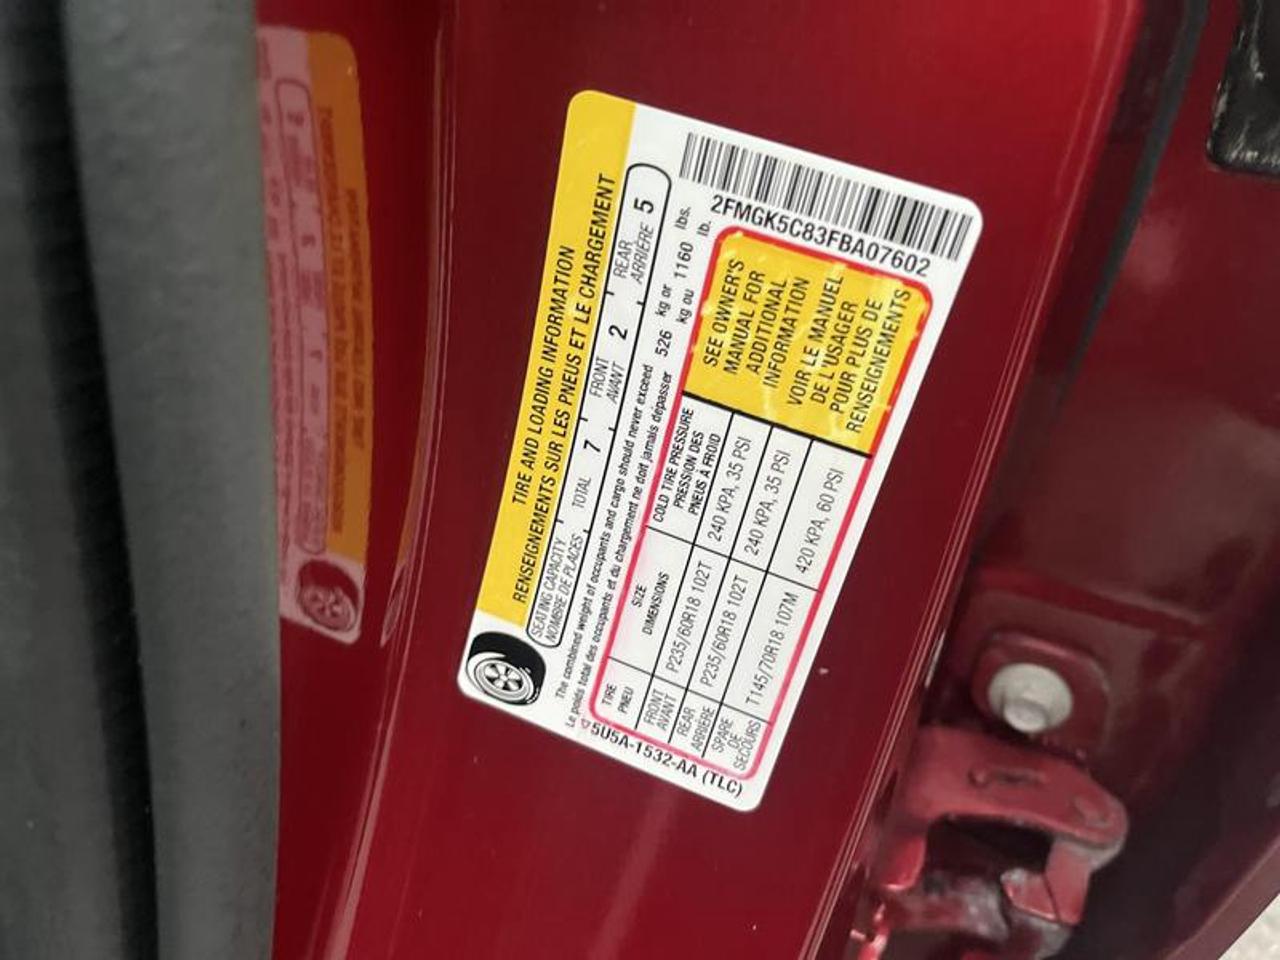 TIRE AND LOADING INFORMATION
RENSEIGNEMENTS SUR LES PNEUS ET LE CHARGEMENT
SEATING CAPACITY TOTAL 7 FRONT 2 REAR 5
NOMBRE DE PLACES AVANT ARRIÈRE
The combined weight of occupants and cargo should never exceed 526 kg or 1160 lbs.
Le poids total des occupants et du chargement ne doit jamais dépasser kg ou lb.
TIRE SIZE COLD TIRE PRESSURE
PNEU DIMENSIONS PRESSION DES PNEUS À FROID
FRONT AVANT P235/60R18 102T 240 KPA, 35 PSI
REAR ARRIÈRE P235/60R18 102T 240 KPA, 35 PSI
SPARE DE SECOURS T145/70R18 107M 420 KPA, 60 PSI
SEE OWNER'S
MANUAL FOR
ADDITIONAL
INFORMATION
VOIR LE MANUEL
DE L'USAGER
POUR PLUS DE
RENSEIGNEMENTS
2FMGK5C83FBA07602
5U5A-1532-AA (TLC)